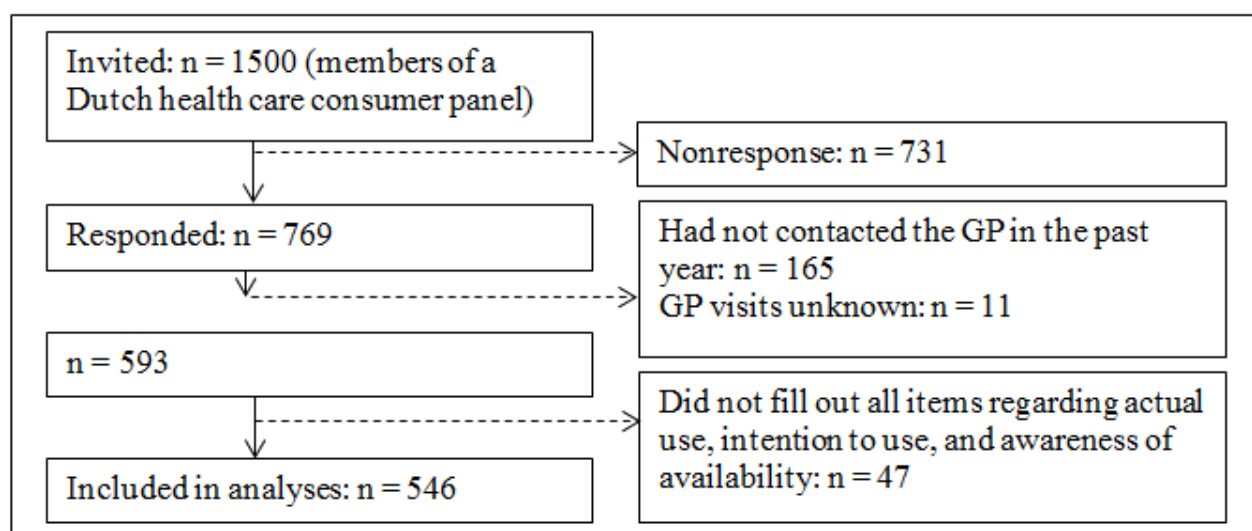 Invited: n = 1500 (members of a
Dutch health care consumer panel)
Nonresponse: n = 731
Responded: n = 769
Had not contacted the GP in the past
year: n = 165
GP visits unknown: n = 11
n = 593
Did not fill out all items regarding actual
use, intention to use, and awareness of
availability: n = 47
Included in analyses: n = 546